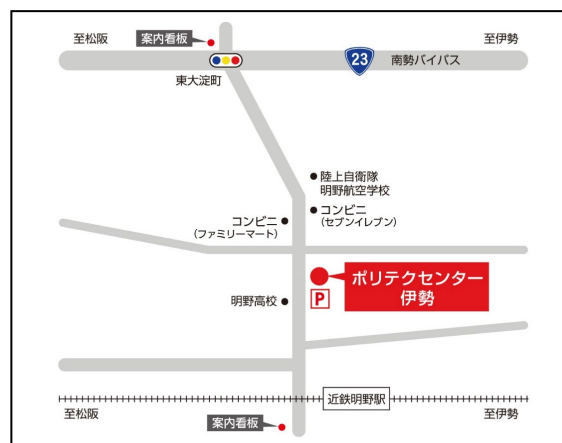 至松阪
案内看板
至伊勢
23
南勢バイパス
東大淀町
陸上自衛隊
明野航空学校
コンビニ
(ファミリーマート)
コンビニ
(セブンイレブン)
ポリテクセンター
伊勢
明野高校
P
近鉄明野駅
至松阪
至伊勢
案内看板